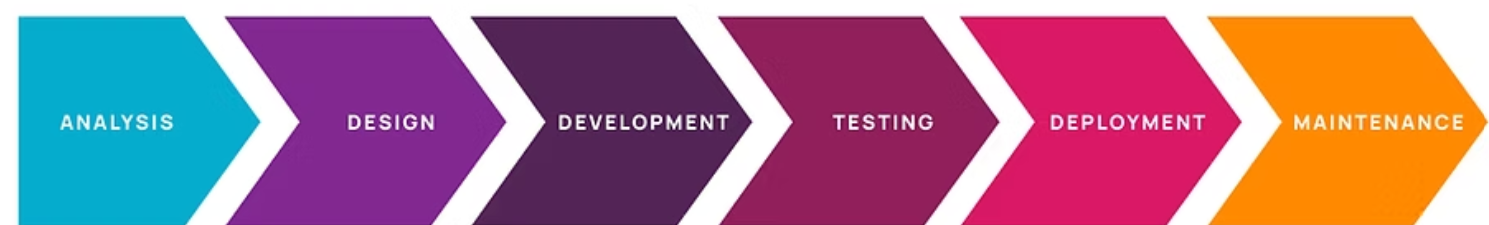 ANALYSIS DESIGN DEVELOPMENT TESTING DEPLOYMENT MAINTENANCE